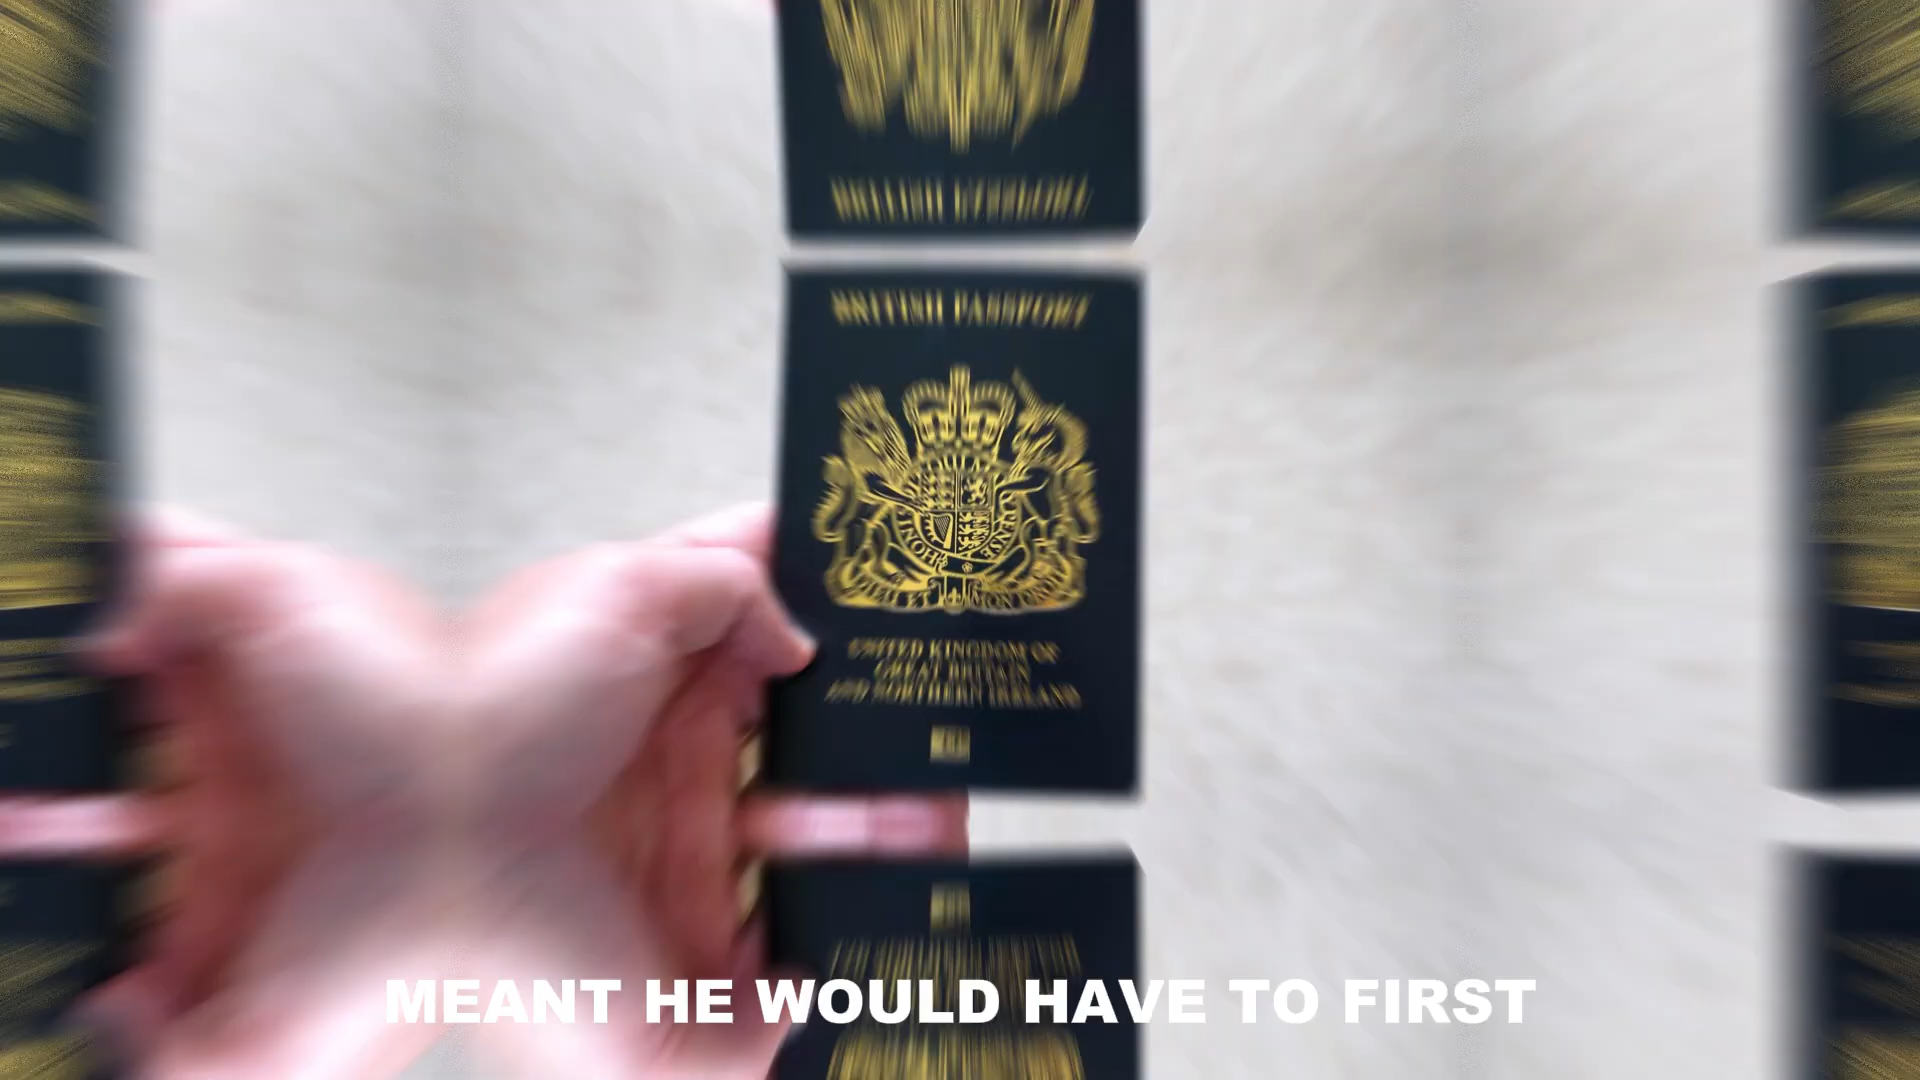 BRITISH PASSPORT
UNITED KINGDOM OF
GREAT BRITAIN
AND NORTHERN IRELAND
MEANT HE WOULD HAVE TO FIRST